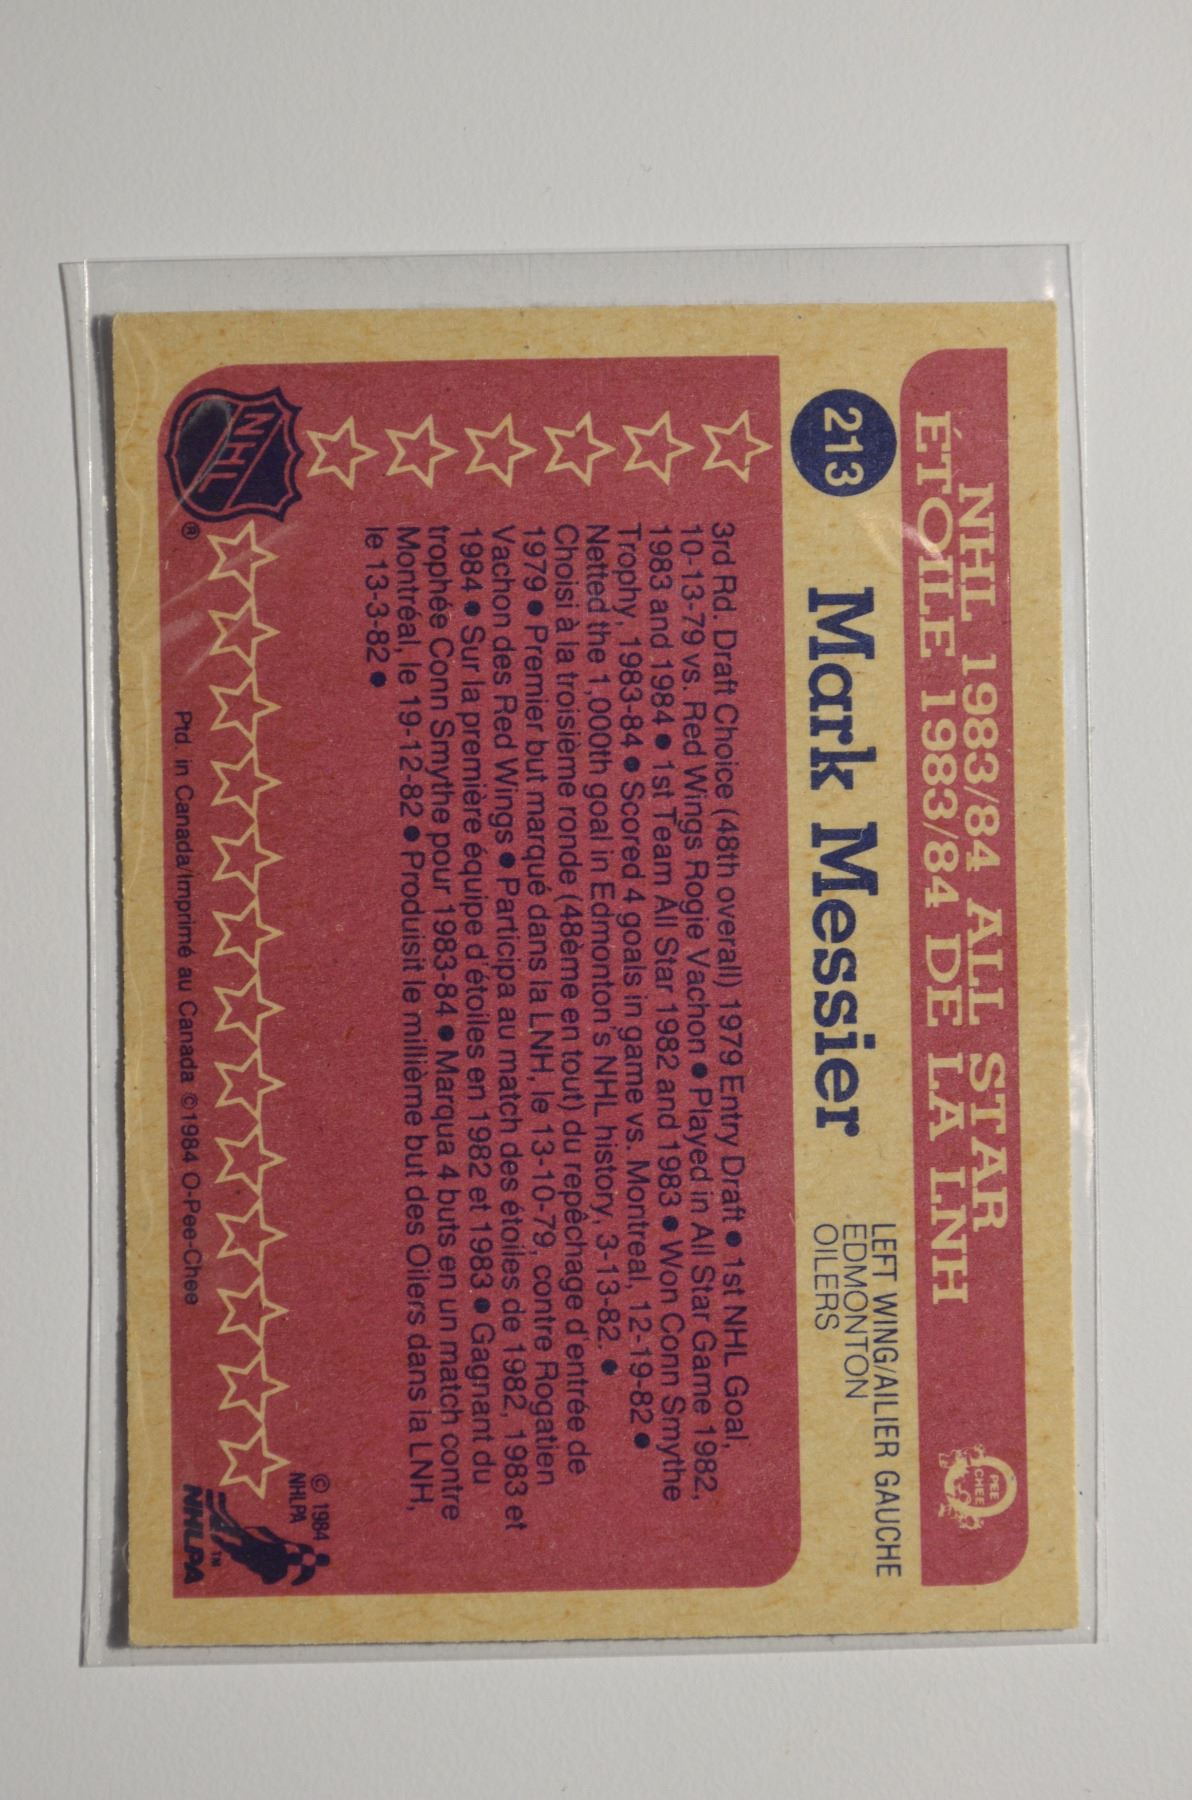 NHL 1983/84 ALL STAR
ÉTOILE 1983/84 DE LA LNH
O
PEE
CHEE
213
Mark Messier
LEFT WING/AILIER GAUCHE
EDMONTON
OILERS
3rd Rd. Draft Choice (48th overall) 1979 Entry Draft ● 1st NHL Goal,
10-13-79 vs. Red Wings Rogie Vachon ● Played in All Star Game 1982,
1983 and 1984 ● 1st Team All Star 1982 and 1983 ● Won Conn Smythe
Trophy, 1983-84 ● Scored 4 goals in game vs. Montreal, 12-19-82 ●
Netted the 1,000th goal in Edmonton's NHL history, 3-13-82. ●
Choisi à la troisième ronde (48ème en tout) du repêchage d'entrée de
1979 ● Premier but marqué dans la LNH, le 13-10-79, contre Rogatien
Vachon des Red Wings ● Participa au match des étoiles de 1982, 1983 et
1984 ● Sur la première équipe d'étoiles en 1982 et 1983 ● Gagnant du
trophée Conn Smythe pour 1983-84 ● Marqua 4 buts en un match contre
Montréal, le 19-12-82 ● Produisit le millième but des Oilers dans la LNH,
le 13-3-82 ●
NHL
®
© 1984
NHLPA
TM
NHLPA
Ptd. in Canada/Imprimé au Canada ©1984 O-Pee-Chee